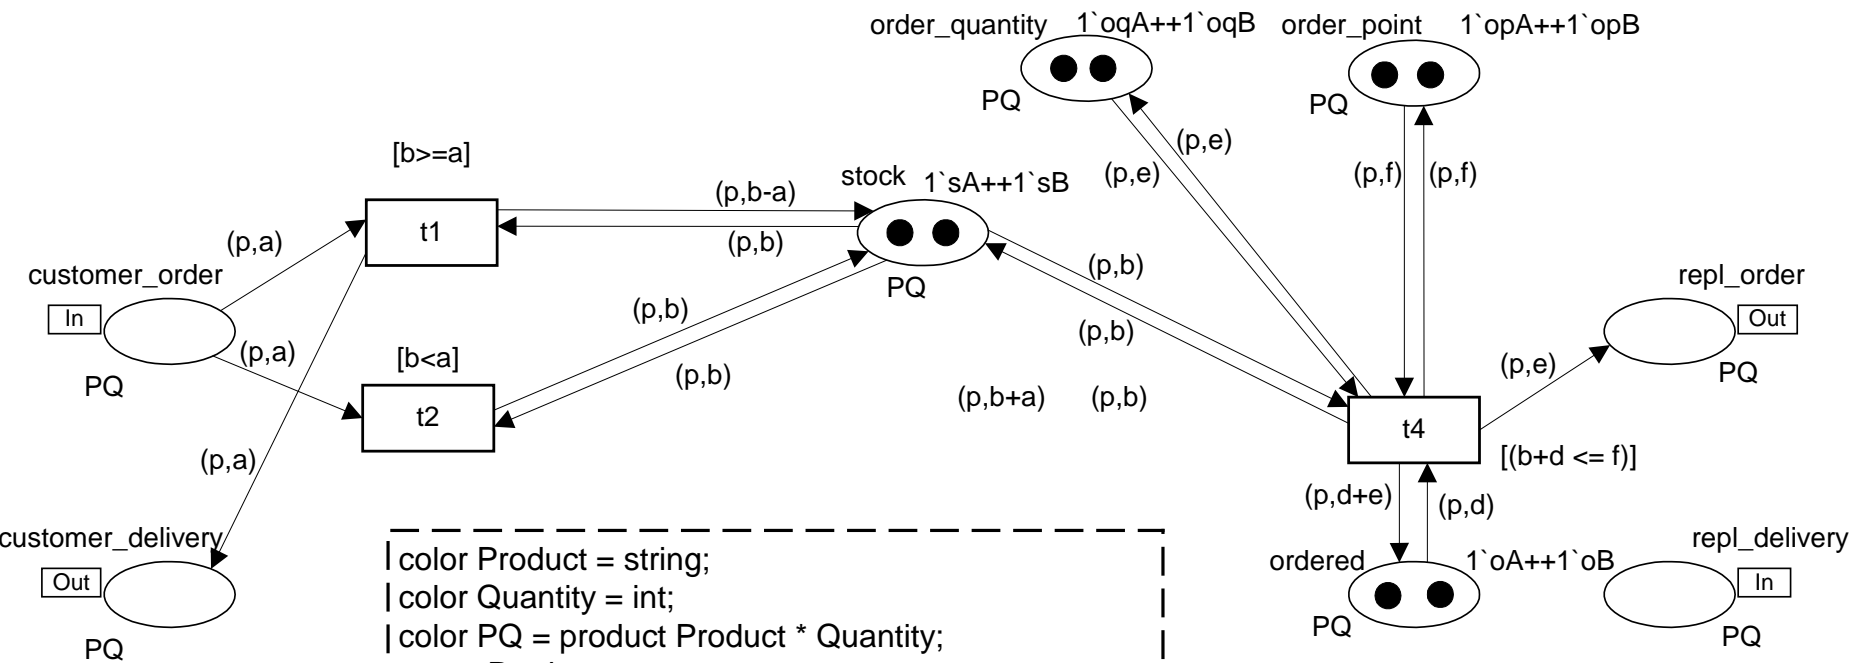 order_quantity 1`oqA++1`oqB order_point 1`opA++1`opB
PQ PQ
(p,e)
[b>=a]
(p,e) (p,f) (p,f)
stock 1`sA++1`sB
(p,b-a)
t1
(p,a) (p,b)
customer_order (p,b) repl_order
In PQ Out
(p,b) (p,b)
(p,a) [b<a] (p,e)
PQ (p,b) PQ
(p,b+a) (p,b)
t2 t4
(p,a) [(b+d <= f)]
(p,d+e) (p,d)
customer_delivery repl_delivery
ordered 1`oA++1`oB
Out In
PQ PQ
PQ
color Product = string;
color Quantity = int;
color PQ = product Product * Quantity;